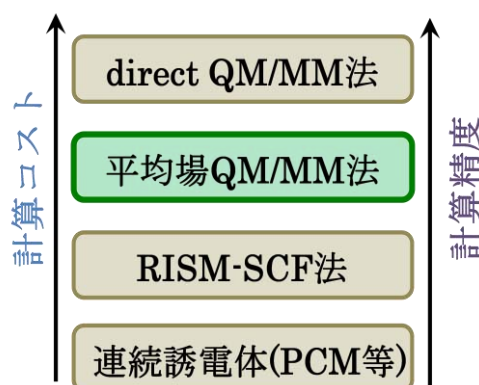 direct QM/MM法
平均場QM/MM法
RISM-SCF法
連続誘電体(PCM等)
計算コスト
計算精度